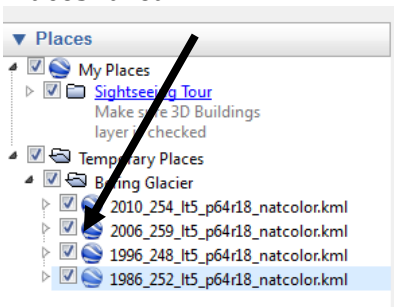 Places
My Places
Sightseeing Tour
Make sure 3D Buildings
layer is checked
Temporary Places
Bering Glacier
2010_254_lt5_p64r18_natcolor.kml
2006_259_lt5_p64r18_natcolor.kml
1996_248_lt5_p64r18_natcolor.kml
1986_252_lt5_p64r18_natcolor.kml